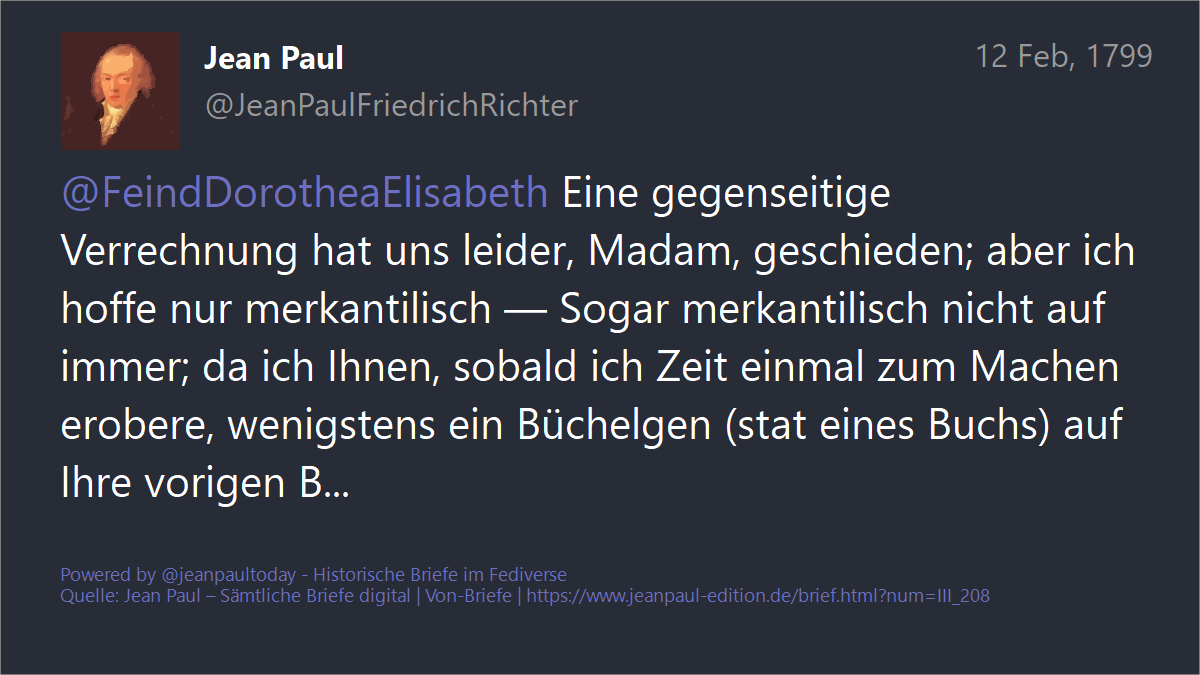 Jean Paul
12 Feb, 1799
@JeanPaulFriedrichRichter
@FeindDorotheaElisabeth Eine gegenseitige
Verrechnung hat uns leider, Madam, geschieden; aber ich
hoffe nur merkantilisch — Sogar merkantilisch nicht auf
immer; da ich Ihnen, sobald ich Zeit einmal zum Machen
erobere, wenigstens ein Büchelgen (stat eines Buchs) auf
Ihre vorigen B...
Powered by @jeanpaultoday - Historische Briefe im Fediverse
Quelle: Jean Paul – Sämtliche Briefe digital | Von-Briefe | https://www.jeanpaul-edition.de/brief.html?num=III_208